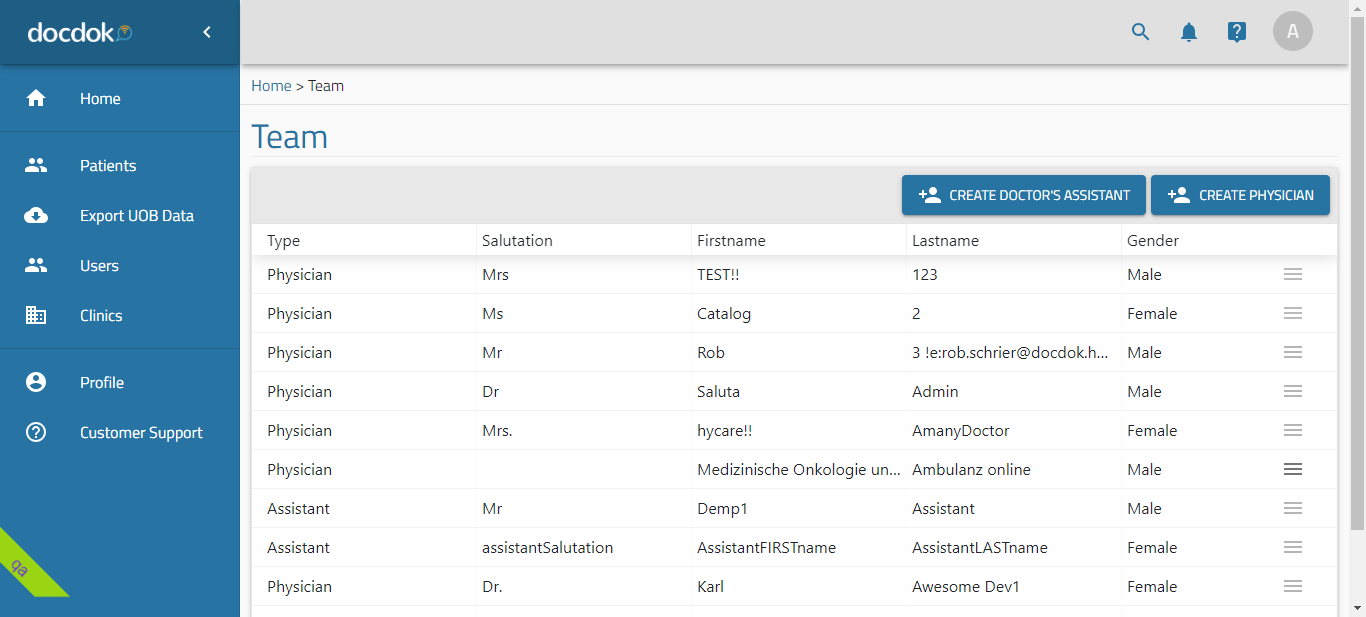 docdok
A
Home
Patients
Export UOB Data
Users
Clinics
Profile
Customer Support
qa
Home > Team
Team
CREATE DOCTOR'S ASSISTANT CREATE PHYSICIAN
Type Salutation Firstname Lastname Gender
Physician Mrs TEST!! 123 Male
Physician Ms Catalog 2 Female
Physician Mr Rob 3 !e:rob.schrier@docdok.h... Male
Physician Dr Saluta Admin Male
Physician Mrs. hycare!! AmanyDoctor Female
Physician Medizinische Onkologie un... Ambulanz online Male
Assistant Mr Demp1 Assistant Male
Assistant assistantSalutation AssistantFIRSTname AssistantLASTname Female
Physician Dr. Karl Awesome Dev1 Female